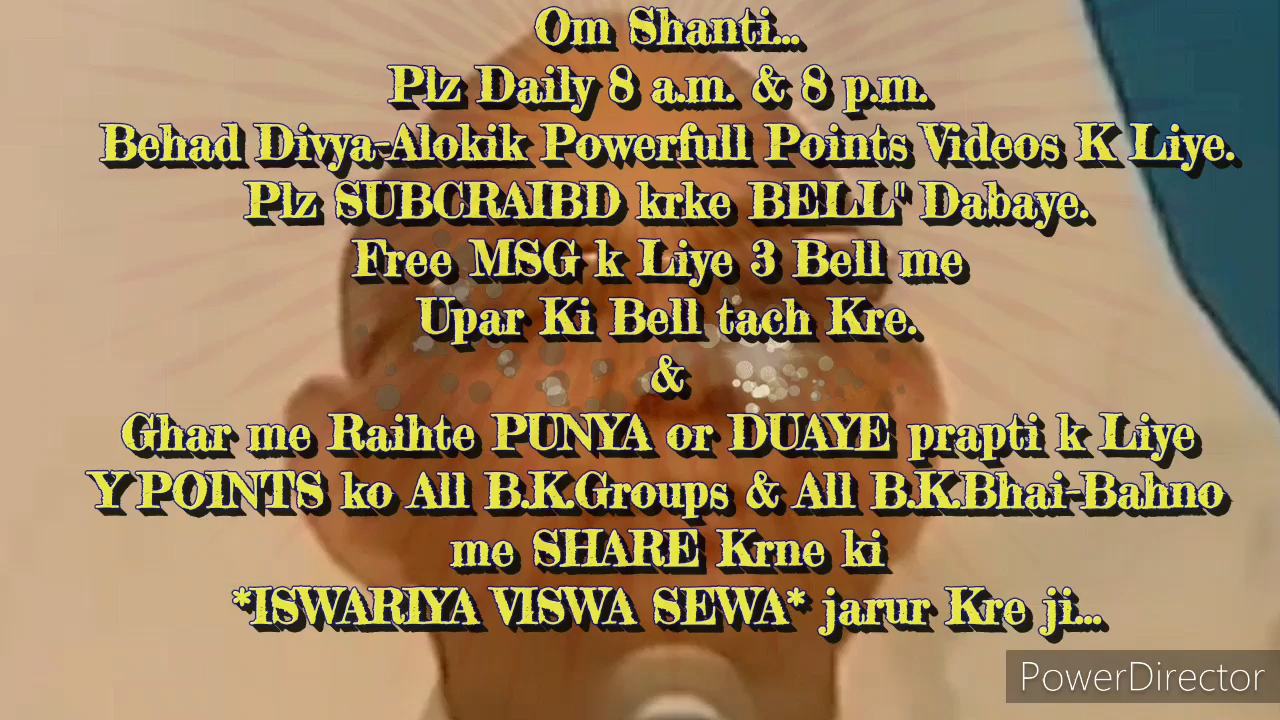 Om Shanti...
Plz Daily 8 a.m. & 8 p.m.
Behad Divya-Alokik Powerfull Points Videos K Liye.
Plz SUBCRAIBD krke BELL" Dabaye.
Free MSG k Liye 3 Bell me
Upar Ki Bell tach Kre.
&
Ghar me Raihte PUNYA or DUAYE prapti k Liye
Y POINTS ko All B.K.Groups & All B.K.Bhai-Bahno
me SHARE Krne ki
*ISWARIYA VISWA SEWA* jarur Kre ji...
PowerDirector